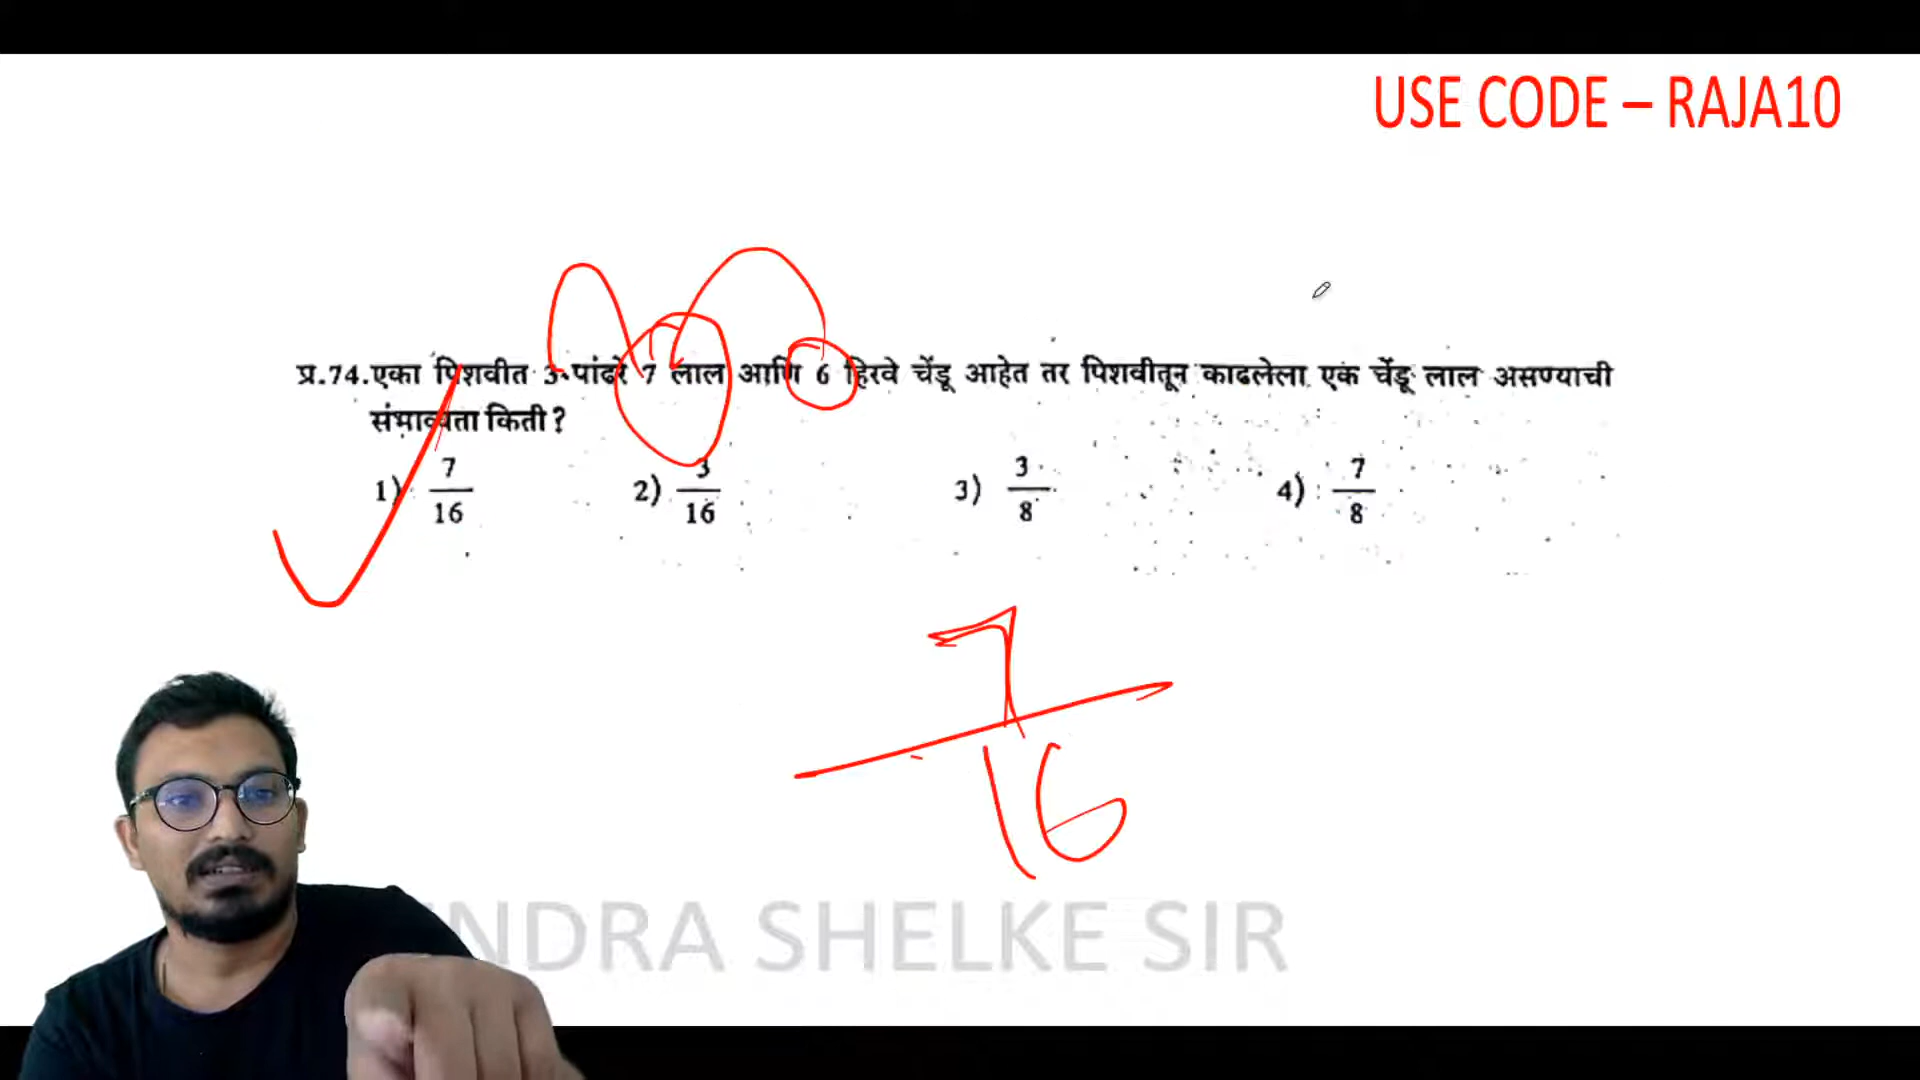 USE CODE – RAJA10
प्र.74. एका पिशवीत 3 पांढरे 7 लाल आणि 6 हिरवे चेंडू आहेत तर पिशवीतून काढलेला एक चेंडू लाल असण्याची
संभाव्यता किती?
1) 7/16 2) 3/16 3) 3/8 4) 7/8
7
16
NDRA SHELKE SIR